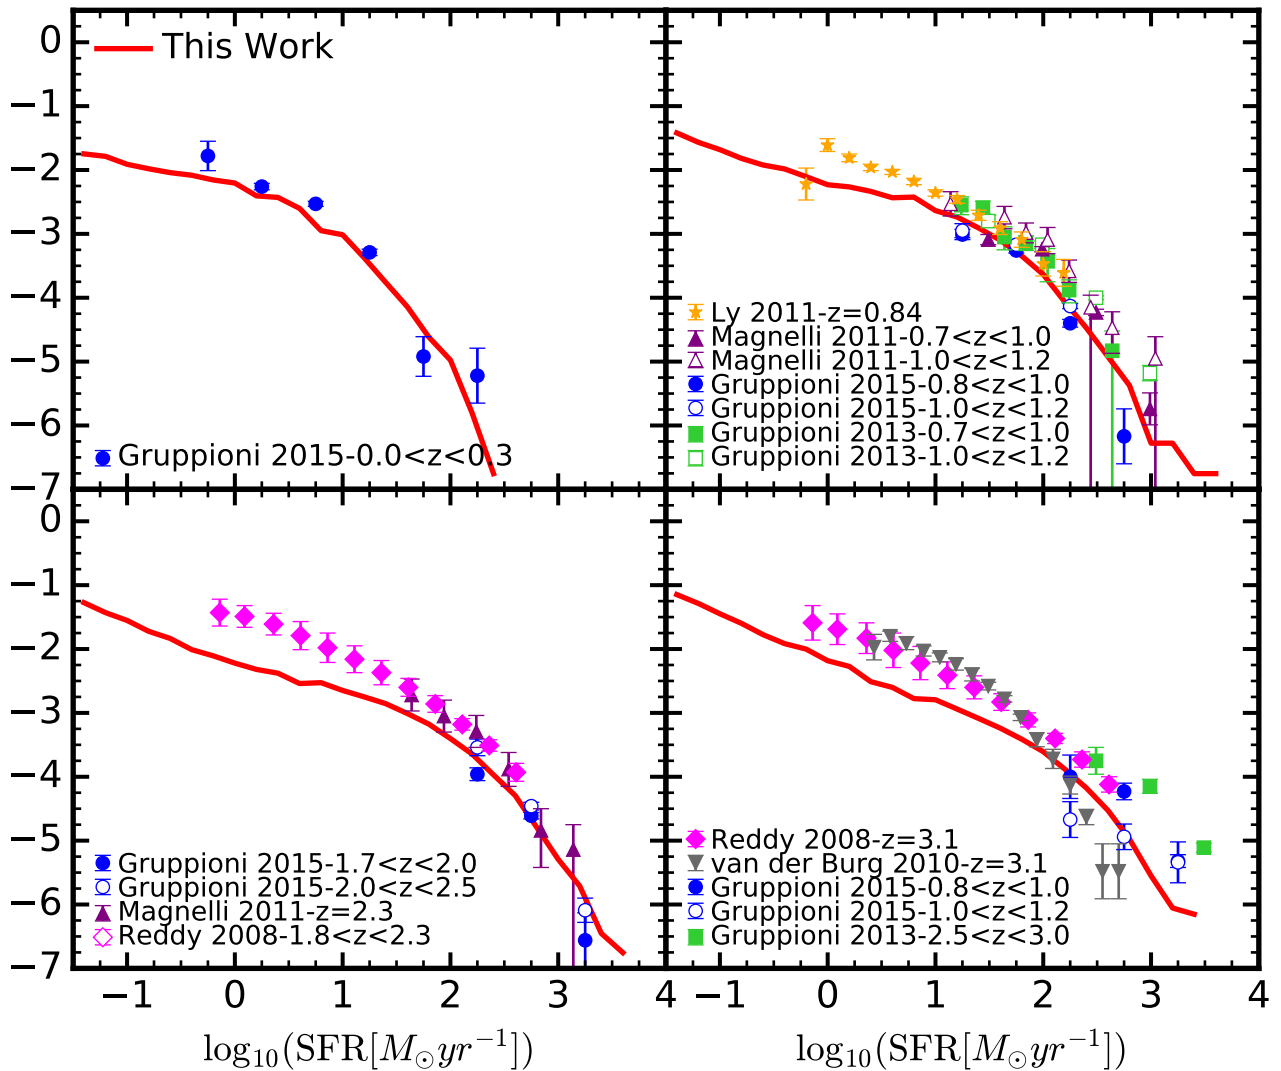 This Work
0
−1
−2
−3
−4
−5
−6
−7
Gruppioni 2015-0.0<z<0.3
Ly 2011-z=0.84
Magnelli 2011-0.7<z<1.0
Magnelli 2011-1.0<z<1.2
Gruppioni 2015-0.8<z<1.0
Gruppioni 2015-1.0<z<1.2
Gruppioni 2013-0.7<z<1.0
Gruppioni 2013-1.0<z<1.2
0
−1
−2
−3
−4
−5
−6
−7
Gruppioni 2015-1.7<z<2.0
Gruppioni 2015-2.0<z<2.5
Magnelli 2011-z=2.3
Reddy 2008-1.8<z<2.3
Reddy 2008-z=3.1
van der Burg 2010-z=3.1
Gruppioni 2015-0.8<z<1.0
Gruppioni 2015-1.0<z<1.2
Gruppioni 2013-2.5<z<3.0
−1 0 1 2 3 4 −1 0 1 2 3 4
log₁₀(SFR[M⊙yr⁻¹])
log₁₀(SFR[M⊙yr⁻¹])